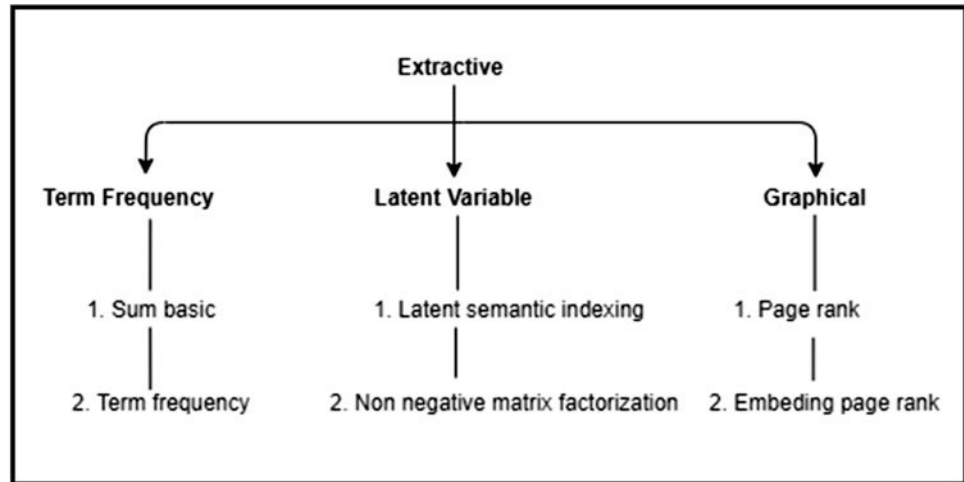 Extractive
Term Frequency
Latent Variable
Graphical
1. Sum basic
1. Latent semantic indexing
1. Page rank
2. Term frequency
2. Non negative matrix factorization
2. Embeding page rank